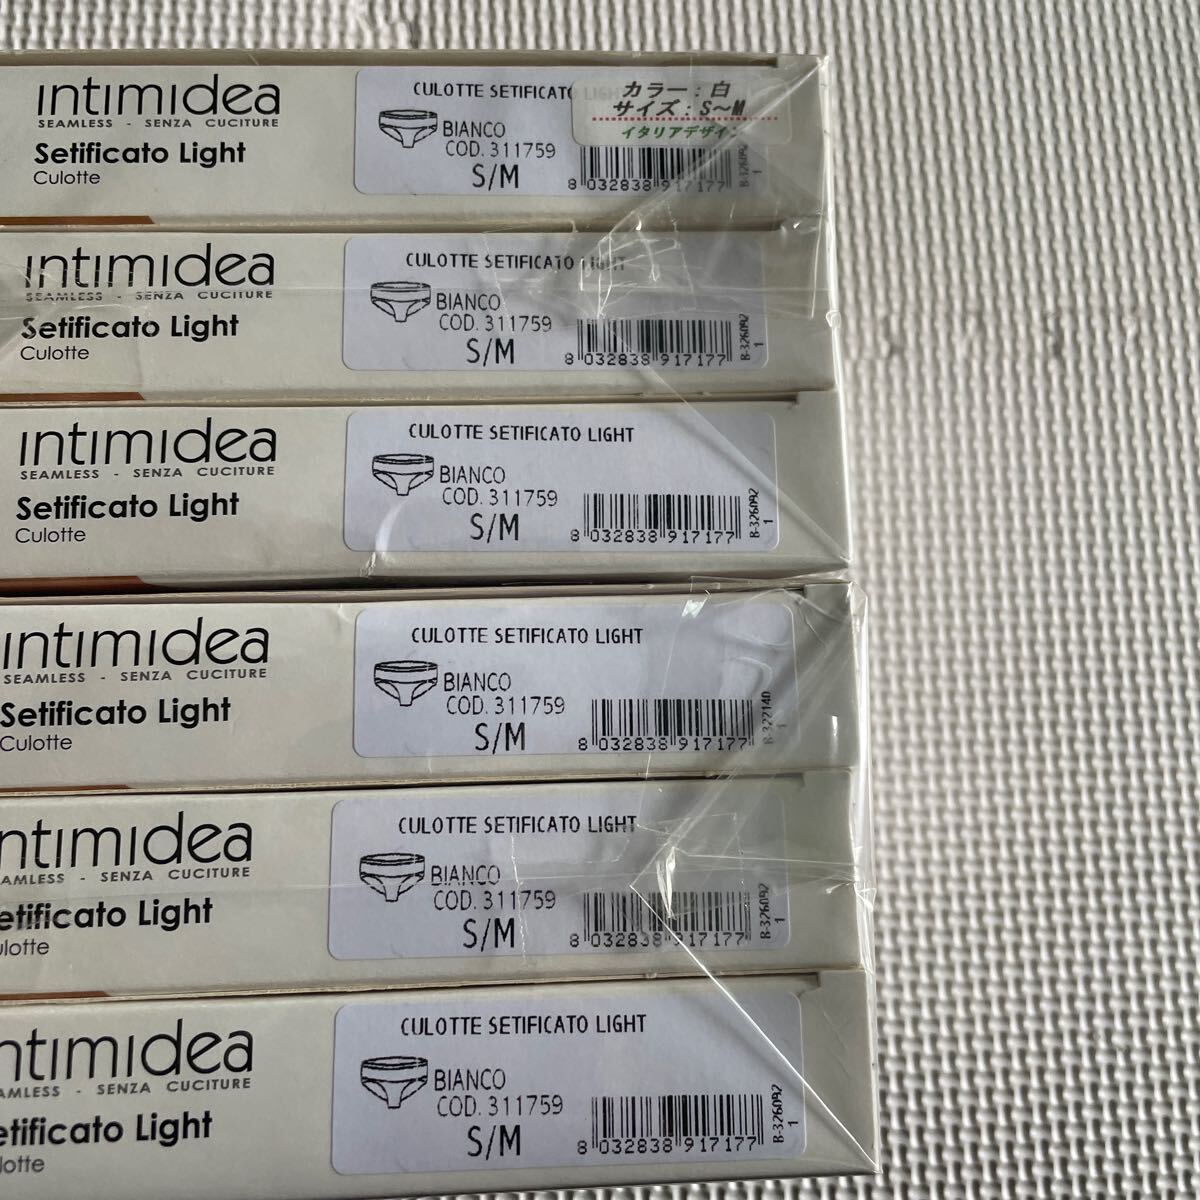 intimidea
SEAMLESS - SENZA CUCITURE
Setificato Light
Culotte
CULOTTE SETIFICATO LIGHT
カラー：白
サイズ：S～M
イタリアデザイン
BIANCO
COD. 311759
S/M
8 032838 917177
B-326092
1
intimidea
SEAMLESS - SENZA CUCITURE
Setificato Light
Culotte
CULOTTE SETIFICATO LIGHT
BIANCO
COD. 311759
S/M
8 032838 917177
B-326092
1
intimidea
SEAMLESS - SENZA CUCITURE
Setificato Light
Culotte
CULOTTE SETIFICATO LIGHT
BIANCO
COD. 311759
S/M
8 032838 917177
B-326092
1
intimidea
SEAMLESS - SENZA CUCITURE
Setificato Light
Culotte
CULOTTE SETIFICATO LIGHT
BIANCO
COD. 311759
S/M
8 032838 917177
B-327140
1
ntimidea
AMLESS - SENZA CUCITURE
etificato Light
ulotte
CULOTTE SETIFICATO LIGHT
BIANCO
COD. 311759
S/M
8 032838 917177
B-326092
1
ntimidea
AMLESS - SENZA CUCITURE
etificato Light
lotte
CULOTTE SETIFICATO LIGHT
BIANCO
COD. 311759
S/M
8 032838 917177
B-326092
1